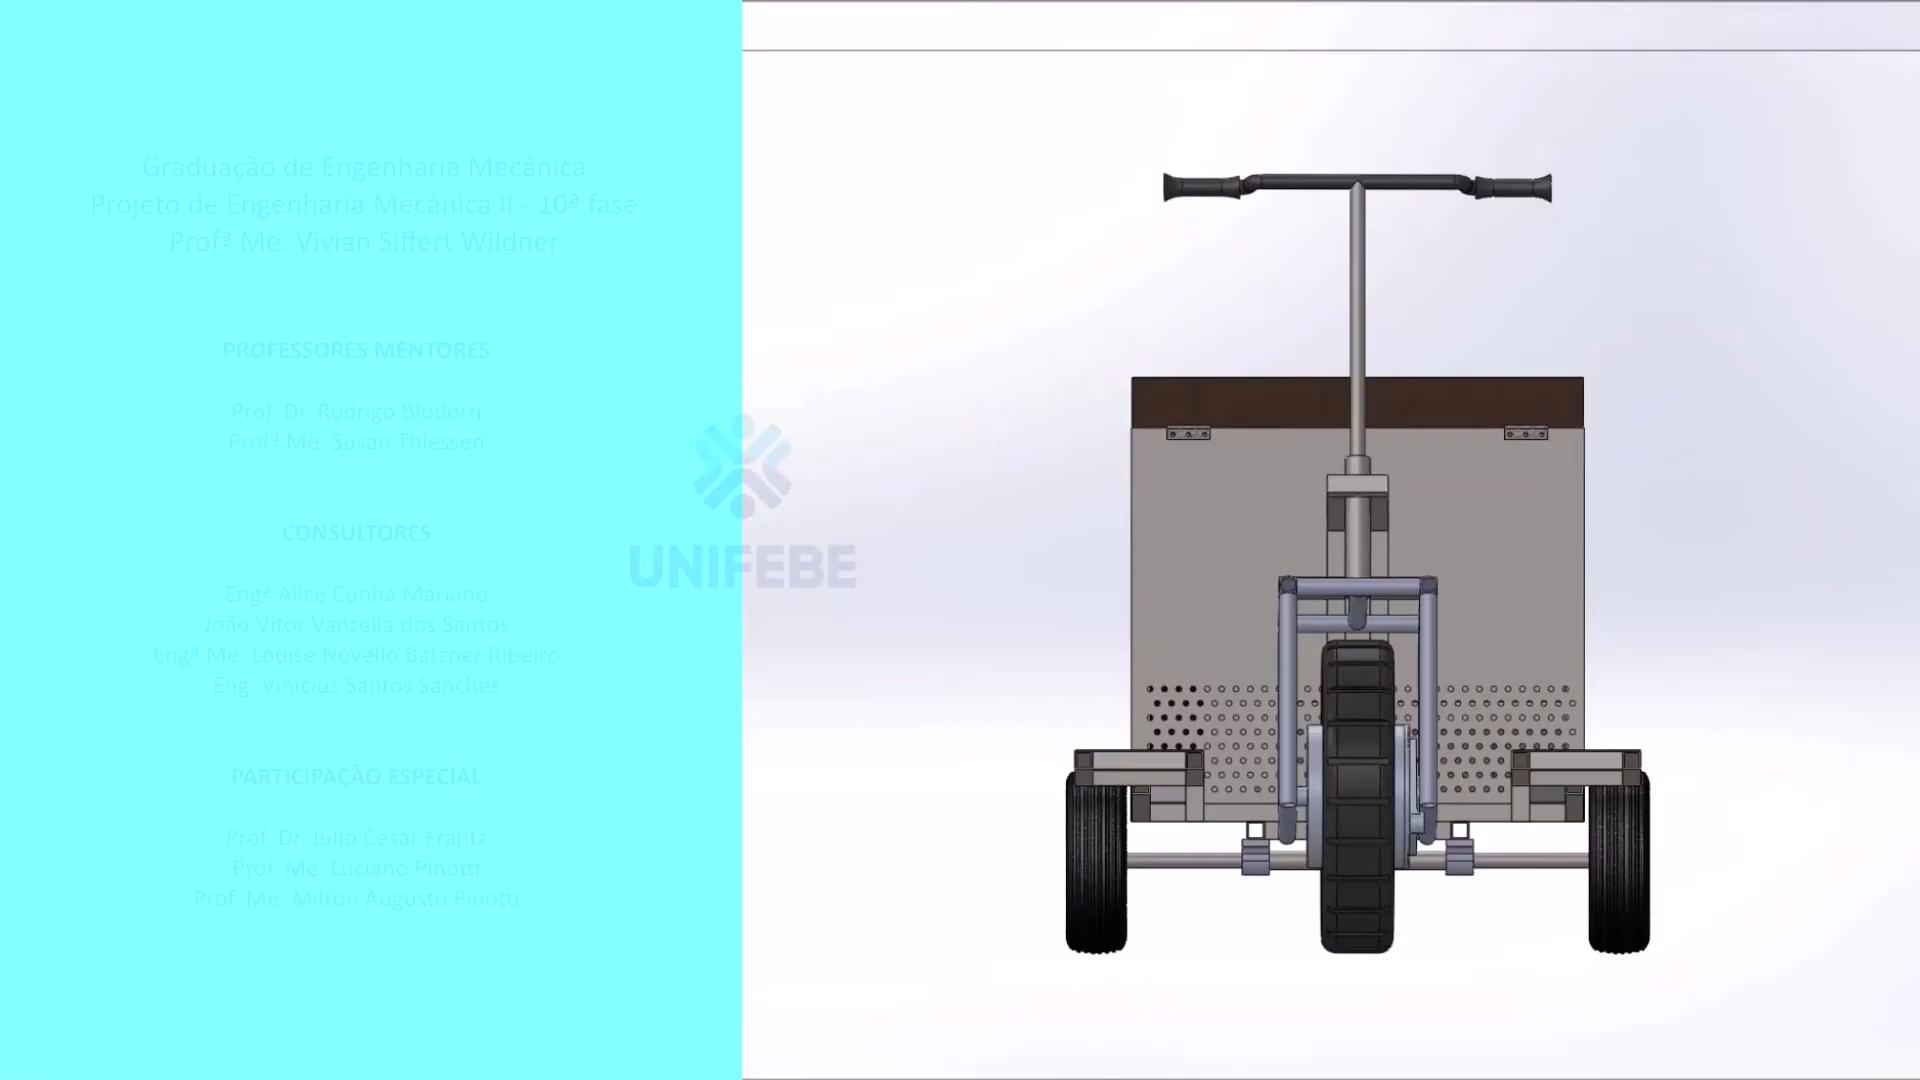 Graduação de Engenharia Mecânica
Projeto de Engenharia Mecânica II - 10ª fase
Profª Me. Vivian Siffert Wildner
PROFESSORES MENTORES
Prof. Dr. Rodrigo Blödorn
Profª Me. Susan Thiessen
CONSULTORES
Engª Alice Cunha Mariano
João Vitor Vanzella dos Santos
Engª Me. Louise Novello Batzner Ribeiro
Eng. Vinicius Santos Sanches
PARTICIPAÇÃO ESPECIAL
Prof. Dr. Julio Cesar Frantz
Prof. Me. Luciano Pinotti
Prof. Me. Milton Augusto Pinotti
UNIFEBE